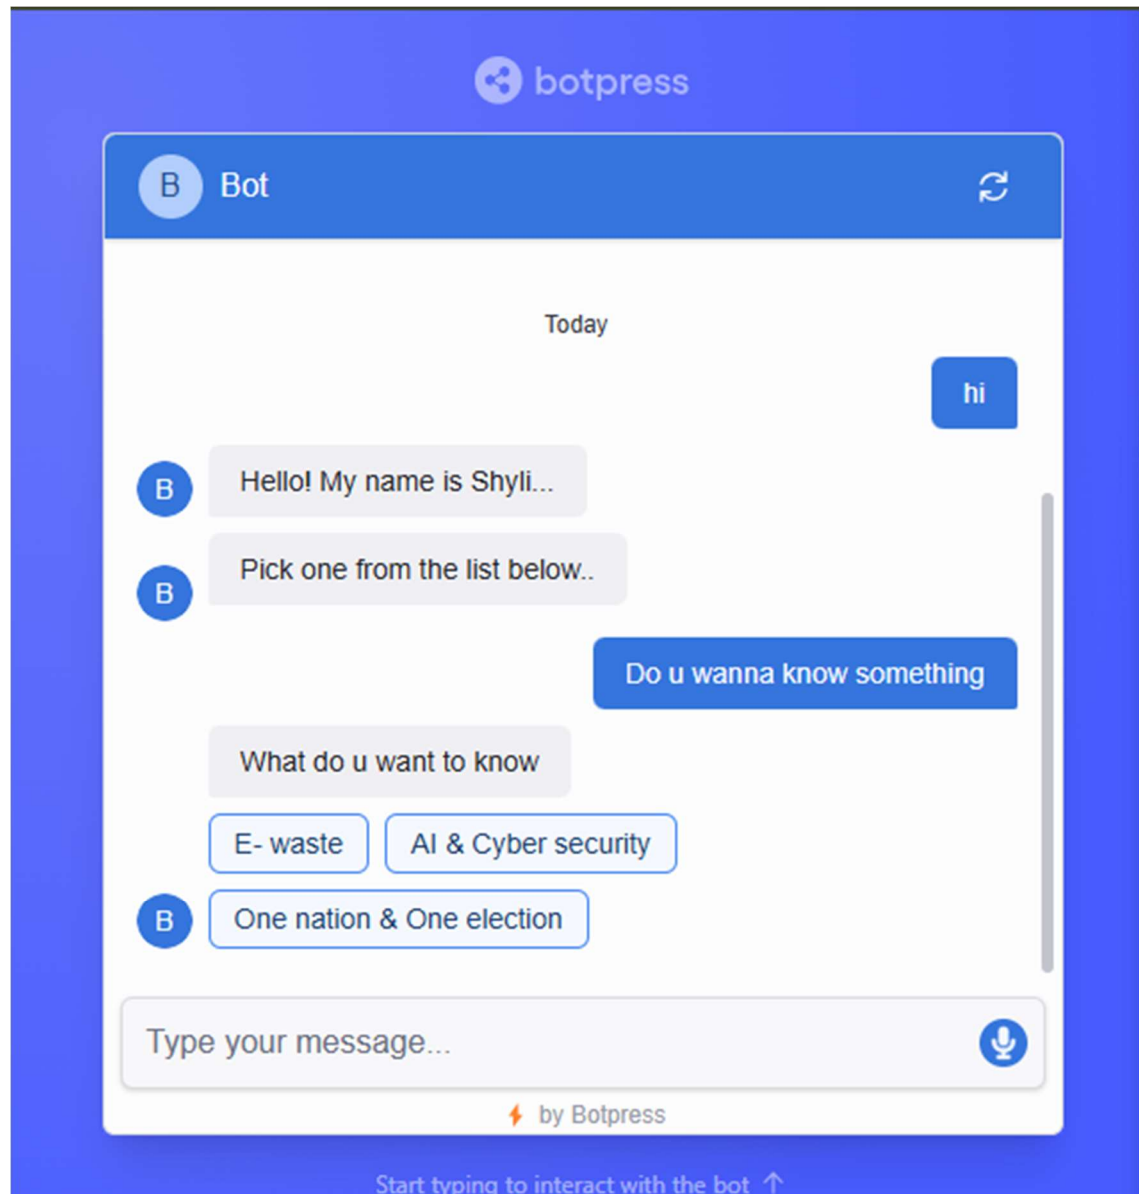 botpress
B Bot
Today
hi
B Hello! My name is Shyli...
B Pick one from the list below..
Do u wanna know something
What do u want to know
E- waste AI & Cyber security
B One nation & One election
Type your message...
by Botpress
Start typing to interact with the bot ↑